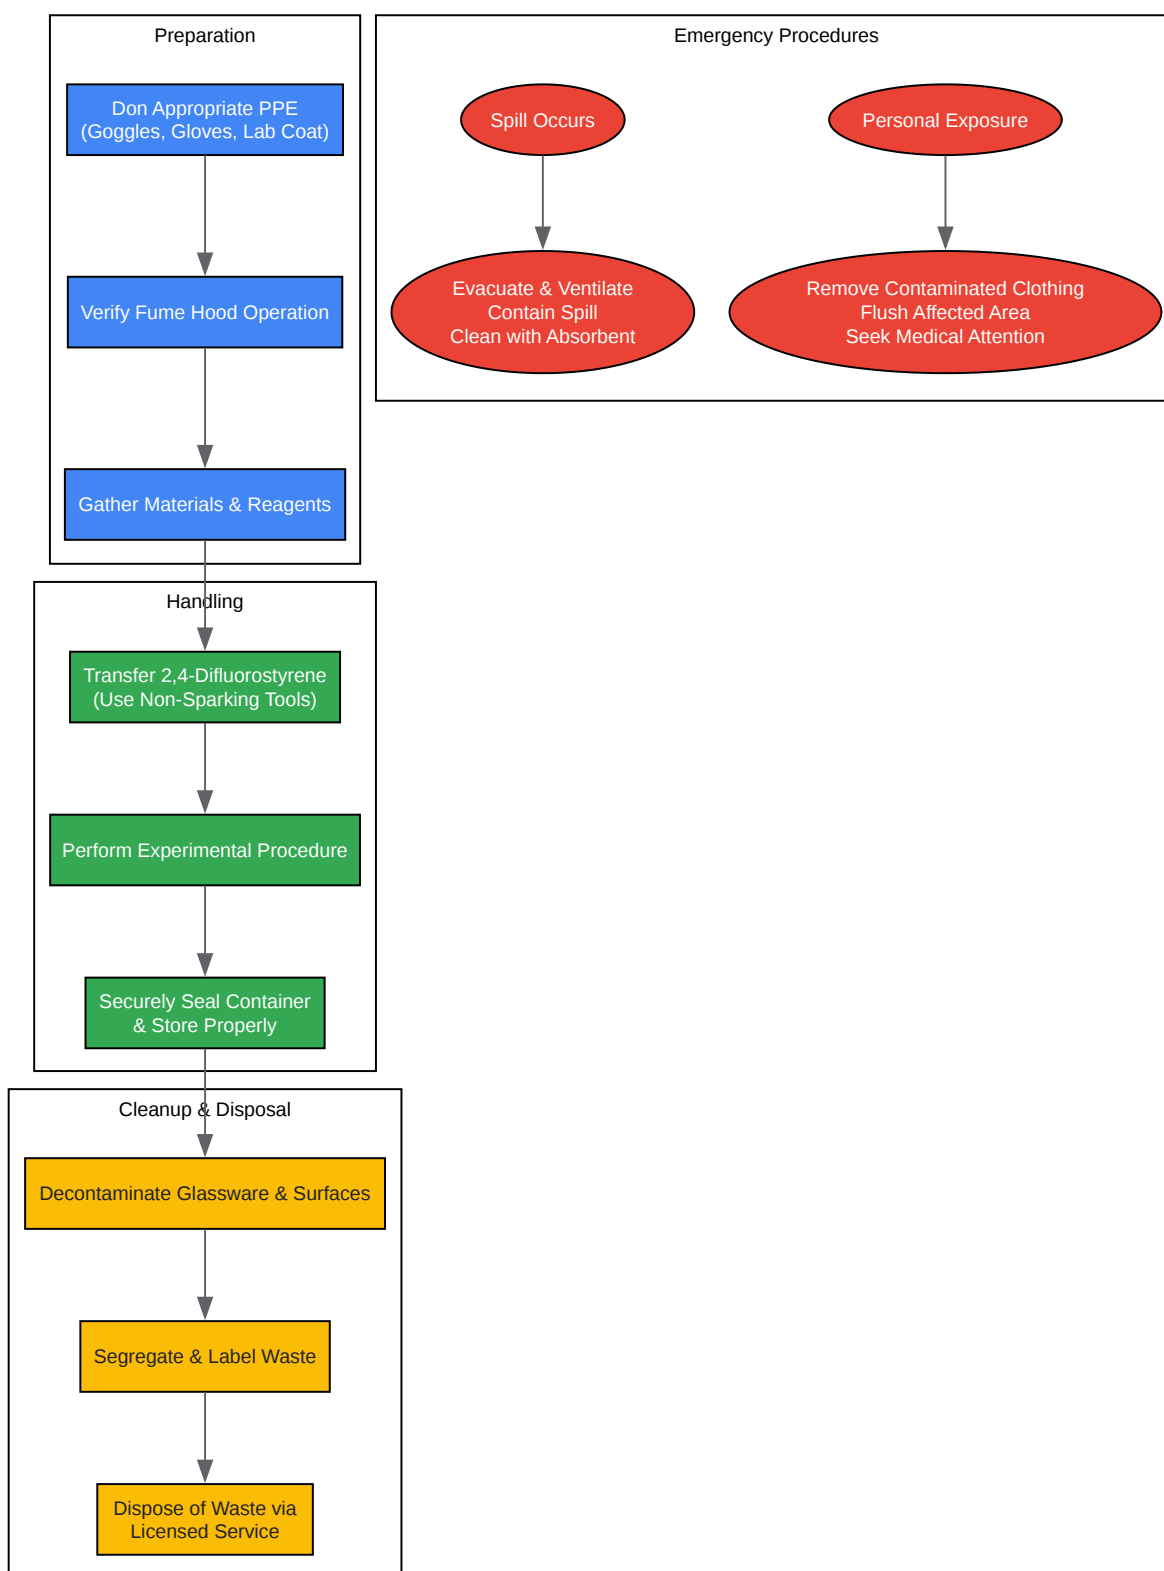 Preparation
Don Appropriate PPE
(Goggles, Gloves, Lab Coat)
Verify Fume Hood Operation
Gather Materials & Reagents
Handling
Transfer 2,4-Difluorostyrene
(Use Non-Sparking Tools)
Perform Experimental Procedure
Securely Seal Container
& Store Properly
Cleanup & Disposal
Decontaminate Glassware & Surfaces
Segregate & Label Waste
Dispose of Waste via
Licensed Service
Emergency Procedures
Spill Occurs
Evacuate & Ventilate
Contain Spill
Clean with Absorbent
Personal Exposure
Remove Contaminated Clothing
Flush Affected Area
Seek Medical Attention